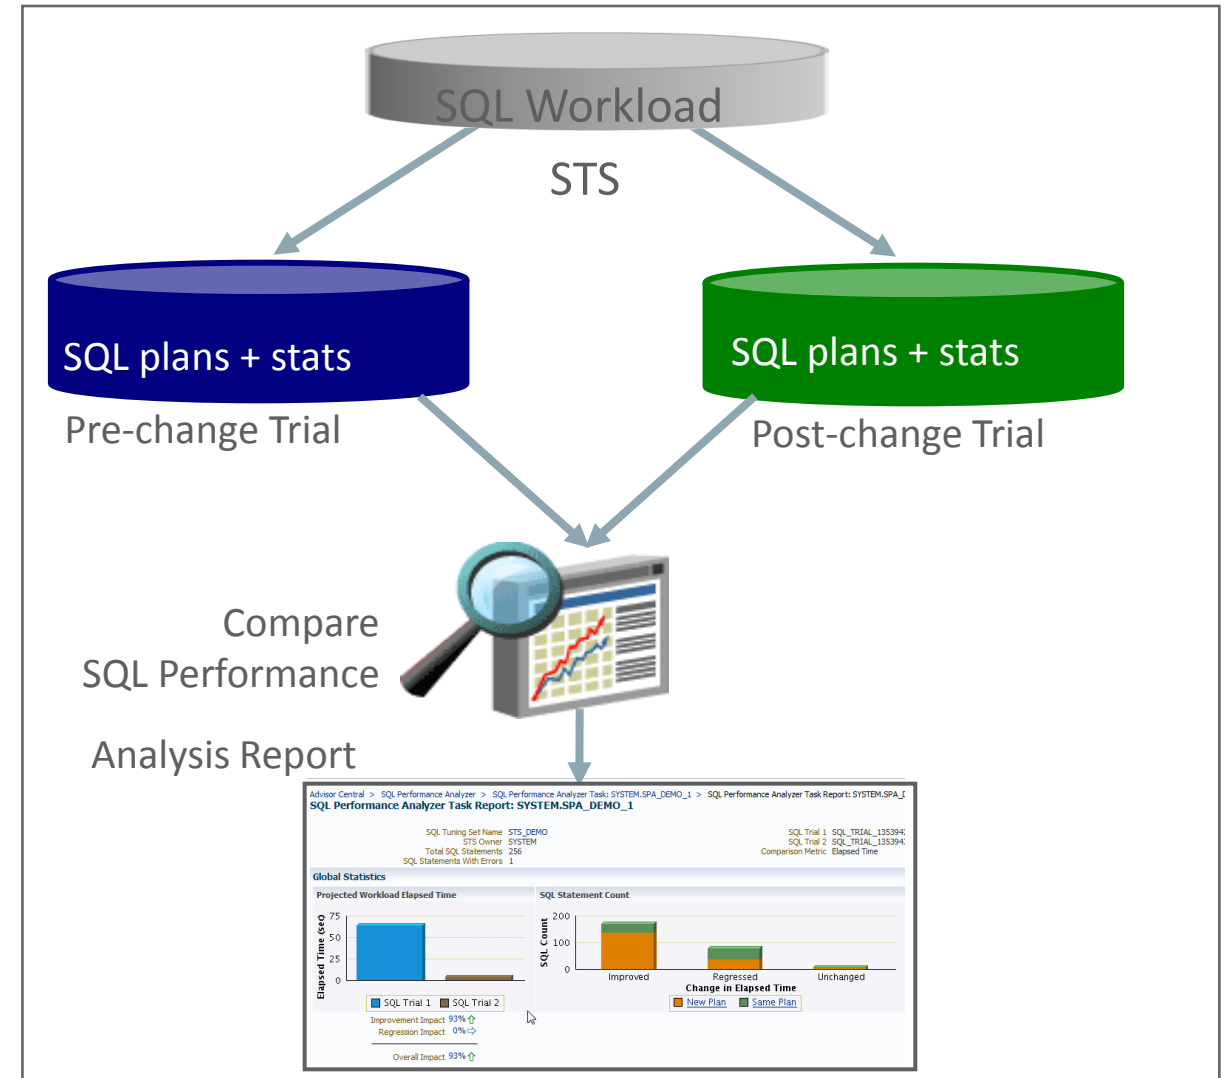 SQL Workload
STS
SQL plans + stats
SQL plans + stats
Pre-change Trial
Post-change Trial
Compare
SQL Performance
Analysis Report
Advisor Central > SQL Performance Analyzer > SQL Performance Analyzer Task: SYSTEM.SPA_DEMO_1 > SQL Performance Analyzer Task Report: SYSTEM.SPA_D
SQL Performance Analyzer Task Report: SYSTEM.SPA_DEMO_1
SQL Tuning Set Name STS_DEMO
STS Owner SYSTEM
Total SQL Statements 256
SQL Statements With Errors 1
SQL Trial 1 SQL_TRIAL_135394
SQL Trial 2 SQL_TRIAL_135394
Comparison Metric Elapsed Time
Global Statistics
Projected Workload Elapsed Time
Elapsed Time (sec)
75
50
25
0
SQL Trial 1 SQL Trial 2
Improvement Impact 93%
Regression Impact 0%
Overall Impact 93%
SQL Statement Count
SQL Count
200
100
0
Improved Regressed Unchanged
Change in Elapsed Time
New Plan Same Plan